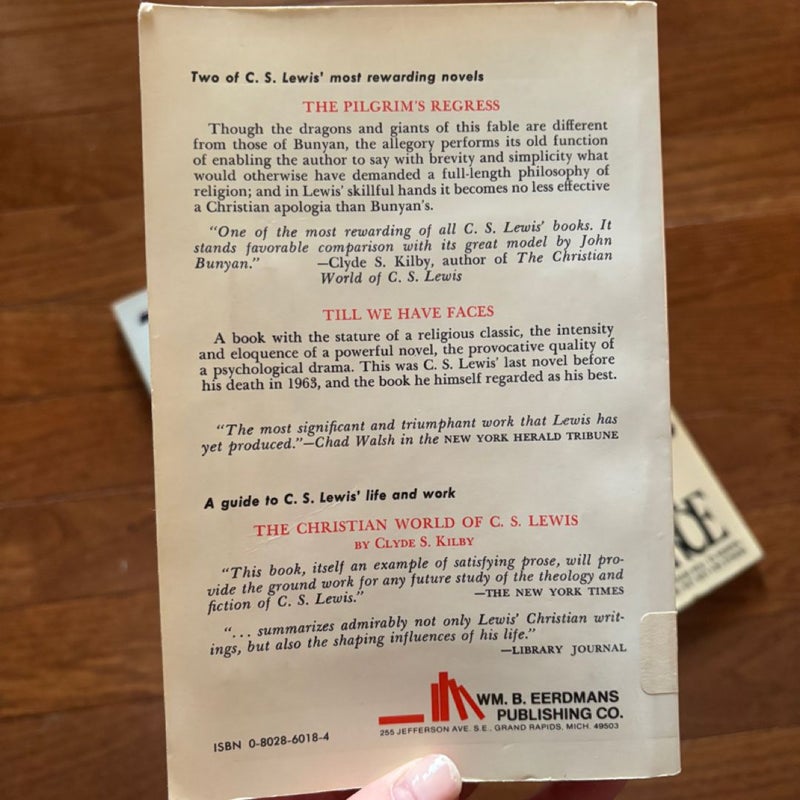 Two of C. S. Lewis' most rewarding novels
THE PILGRIM'S REGRESS
Though the dragons and giants of this fable are different
from those of Bunyan, the allegory performs its old function
of enabling the author to say with brevity and simplicity what
would otherwise have demanded a full-length philosophy of
religion; and in Lewis' skillful hands it becomes no less effective
a Christian apologia than Bunyan's.
"One of the most rewarding of all C. S. Lewis' books. It
stands favorable comparison with its great model by John
Bunyan." —Clyde S. Kilby, author of The Christian
World of C. S. Lewis
TILL WE HAVE FACES
A book with the stature of a religious classic, the intensity
and eloquence of a powerful novel, the provocative quality of
a psychological drama. This was C. S. Lewis' last novel before
his death in 1963, and the book he himself regarded as his best.
"The most significant and triumphant work that Lewis has
yet produced."—Chad Walsh in the NEW YORK HERALD TRIBUNE
A guide to C. S. Lewis' life and work
THE CHRISTIAN WORLD OF C. S. LEWIS
BY CLYDE S. KILBY
"This book, itself an example of satisfying prose, will pro-
vide the ground work for any future study of the theology and
fiction of C. S. Lewis." —THE NEW YORK TIMES
"... summarizes admirably not only Lewis' Christian writ-
ings, but also the shaping influences of his life."
—LIBRARY JOURNAL
WM. B. EERDMANS
PUBLISHING CO.
255 JEFFERSON AVE. S.E., GRAND RAPIDS, MICH. 49503
ISBN 0-8028-6018-4